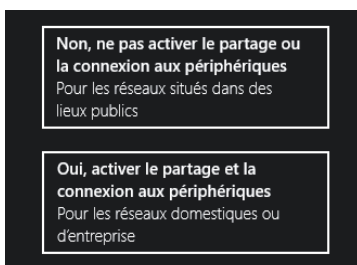 Non, ne pas activer le partage ou
la connexion aux périphériques
Pour les réseaux situés dans des
lieux publics
Oui, activer le partage et la
connexion aux périphériques
Pour les réseaux domestiques ou
d'entreprise